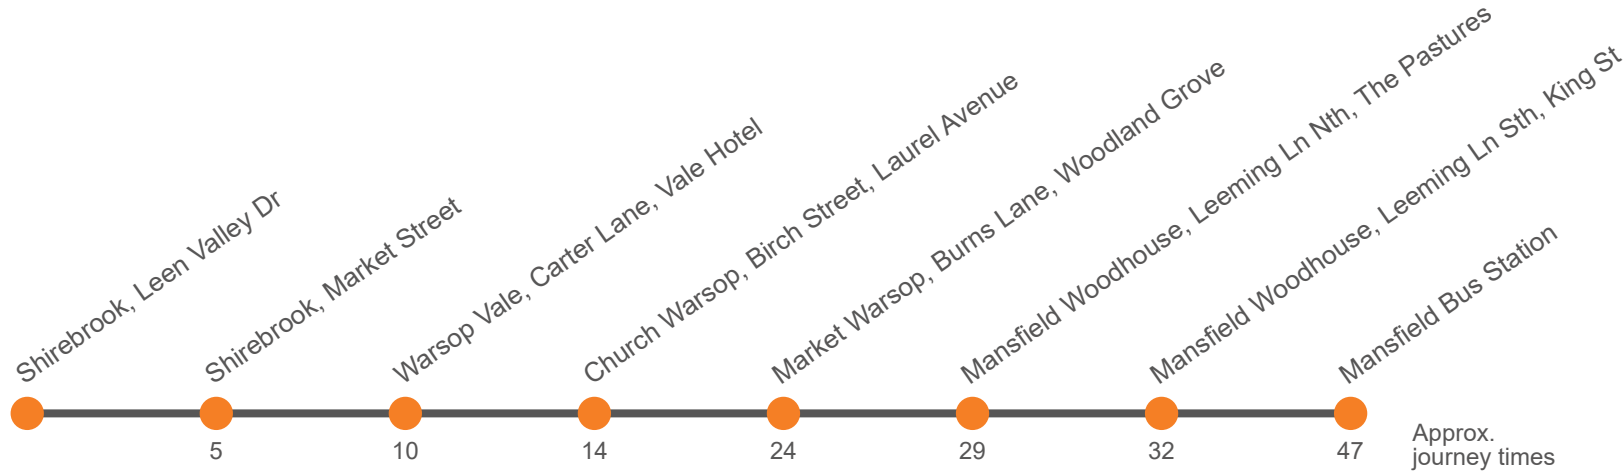 Shirebrook, Leen Valley Dr
Shirebrook, Market Street
Warsop Vale, Carter Lane, Vale Hotel
Church Warsop, Birch Street, Laurel Avenue
Market Warsop, Burns Lane, Woodland Grove
Mansfield Woodhouse, Leeming Ln Nth, The Pastures
Mansfield Woodhouse, Leeming Ln Sth, King St
Mansfield Bus Station
5 10 14 24 29 32 47
Approx.
journey times